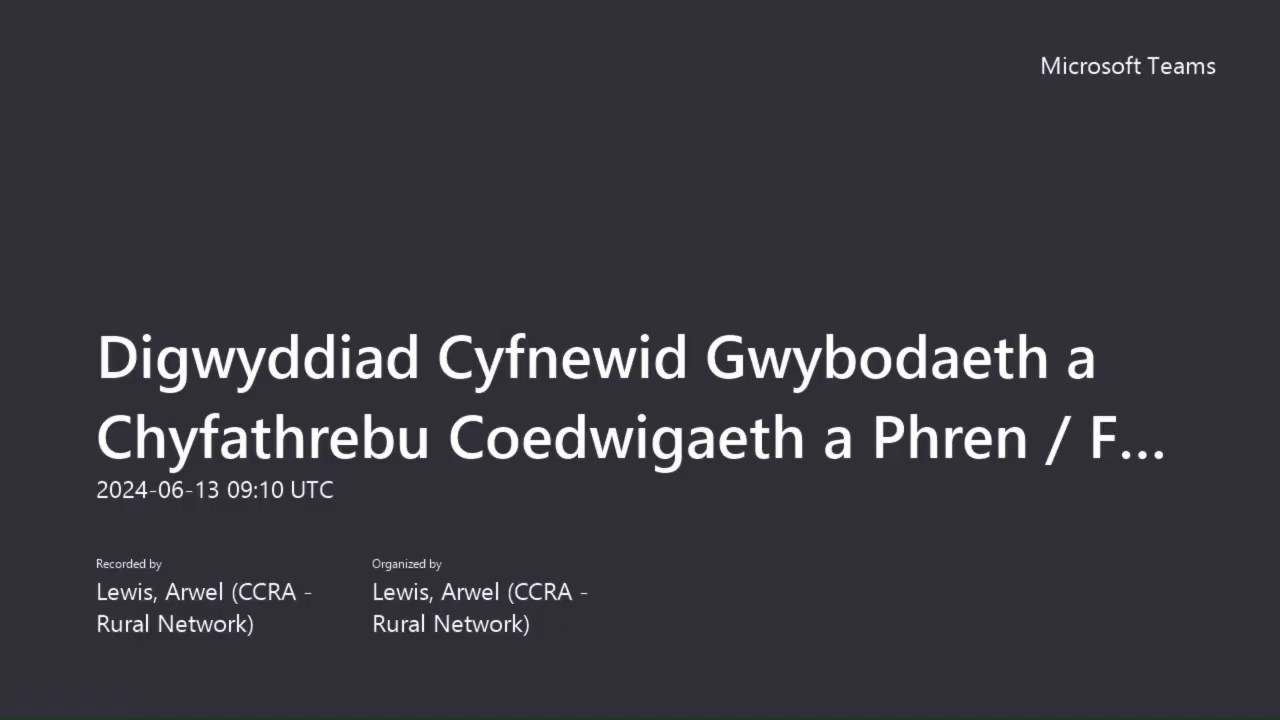 Microsoft Teams
Digwyddiad Cyfnewid Gwybodaeth a
Chyfathrebu Coedwigaeth a Phren / F...
2024-06-13 09:10 UTC
Recorded by
Lewis, Arwel (CCRA -
Rural Network)
Organized by
Lewis, Arwel (CCRA -
Rural Network)